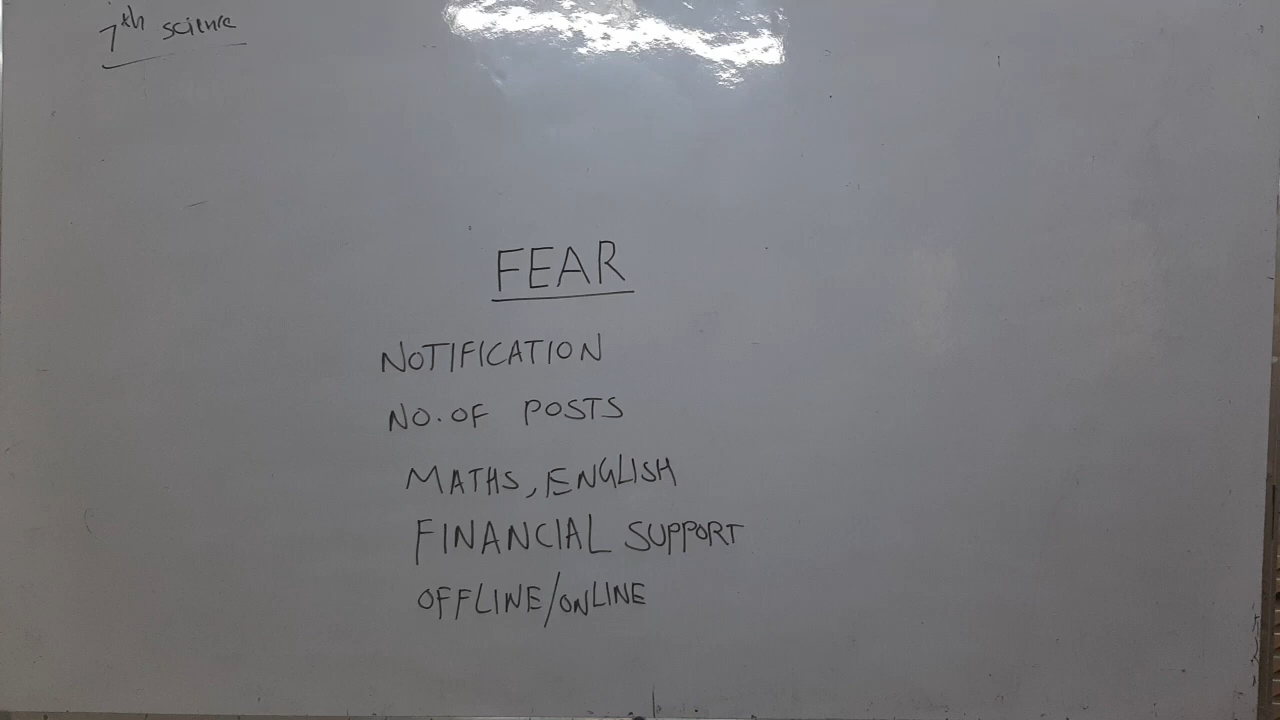 7th science
FEAR
NOTIFICATION
NO. OF POSTS
MATHS, ENGLISH
FINANCIAL SUPPORT
OFFLINE/ONLINE